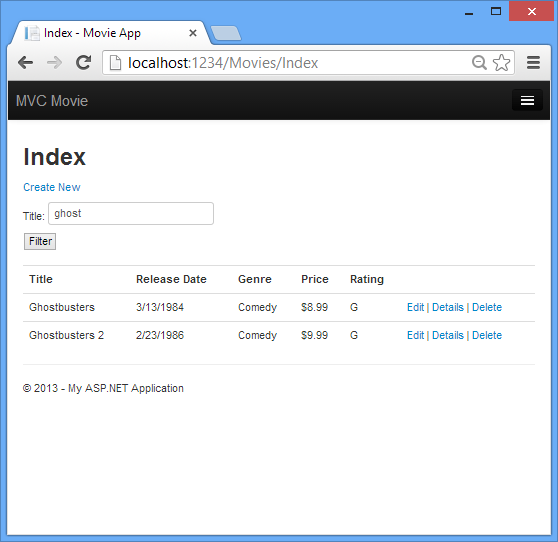 Index - Movie App
localhost:1234/Movies/Index
MVC Movie
Index
Create New
Title: ghost
Filter
Title Release Date Genre Price Rating
Ghostbusters 3/13/1984 Comedy $8.99 G Edit | Details | Delete
Ghostbusters 2 2/23/1986 Comedy $9.99 G Edit | Details | Delete
© 2013 - My ASP.NET Application